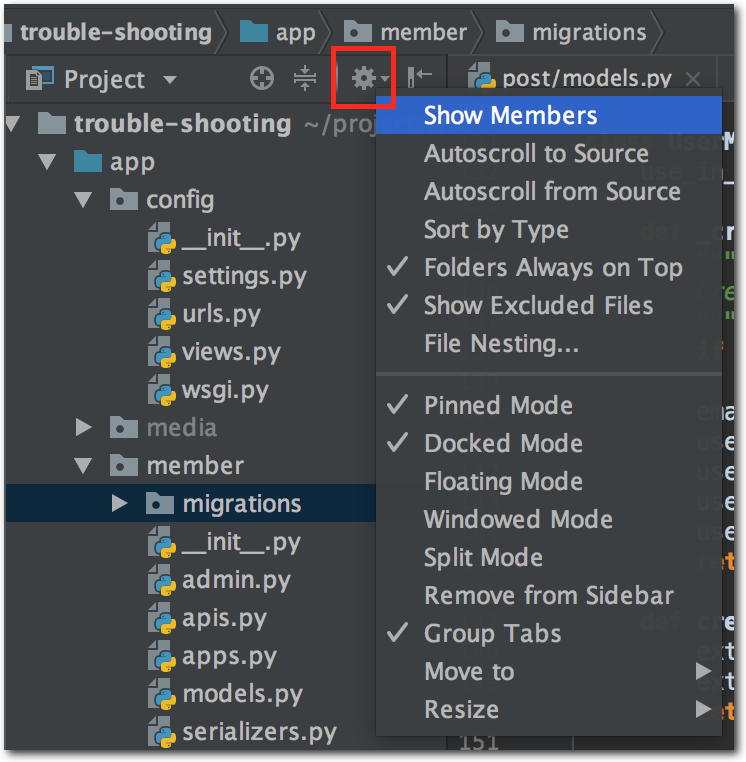 trouble-shooting app member migrations
Project post/models.py
trouble-shooting ~/proj
app
config
__init__.py
settings.py
urls.py
views.py
wsgi.py
media
member
migrations
__init__.py
admin.py
apis.py
apps.py
models.py
serializers.py
Show Members
Autoscroll to Source
Autoscroll from Source
Sort by Type
Folders Always on Top
Show Excluded Files
File Nesting...
Pinned Mode
Docked Mode
Floating Mode
Windowed Mode
Split Mode
Remove from Sidebar
Group Tabs
Move to
Resize
151